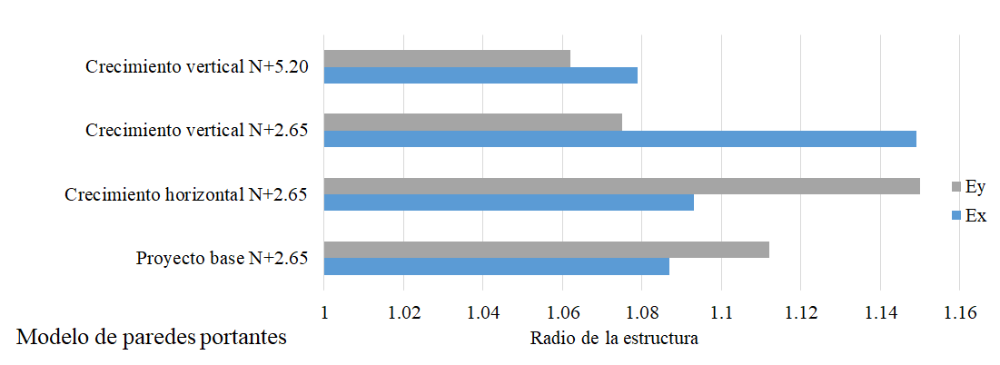 Crecimiento vertical N+5.20
Crecimiento vertical N+2.65
Crecimiento horizontal N+2.65
Proyecto base N+2.65
Ey
Ex
1 1.02 1.04 1.06 1.08 1.1 1.12 1.14 1.16
Modelo de paredes portantes
Radio de la estructura